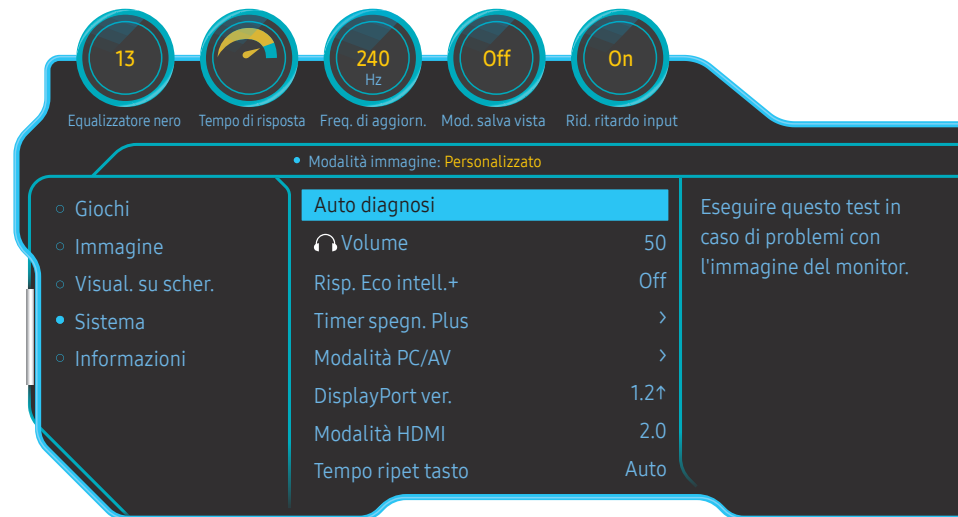 13
240
Hz
Off
On
Equalizzatore nero
Tempo di risposta
Freq. di aggiorn.
Mod. salva vista
Rid. ritardo input
Modalità immagine: Personalizzato
Giochi
Immagine
Visual. su scher.
Sistema
Informazioni
Auto diagnosi
Volume 50
Risp. Eco intell.+ Off
Timer spegn. Plus >
Modalità PC/AV >
DisplayPort ver. 1.2↑
Modalità HDMI 2.0
Tempo ripet tasto Auto
Eseguire questo test in
caso di problemi con
l'immagine del monitor.